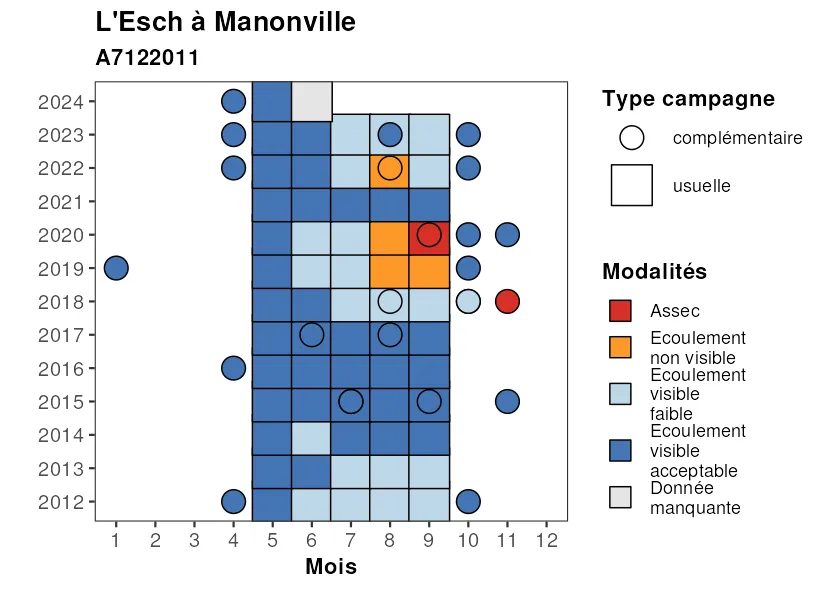 L'Esch à Manonville
A7122011
2024
2023
2022
2021
2020
2019
2018
2017
2016
2015
2014
2013
2012
1 2 3 4 5 6 7 8 9 10 11 12
Mois
Type campagne
complémentaire
usuelle
Modalités
Assec
Ecoulement
non visible
Ecoulement
visible
faible
Ecoulement
visible
acceptable
Donnée
manquante